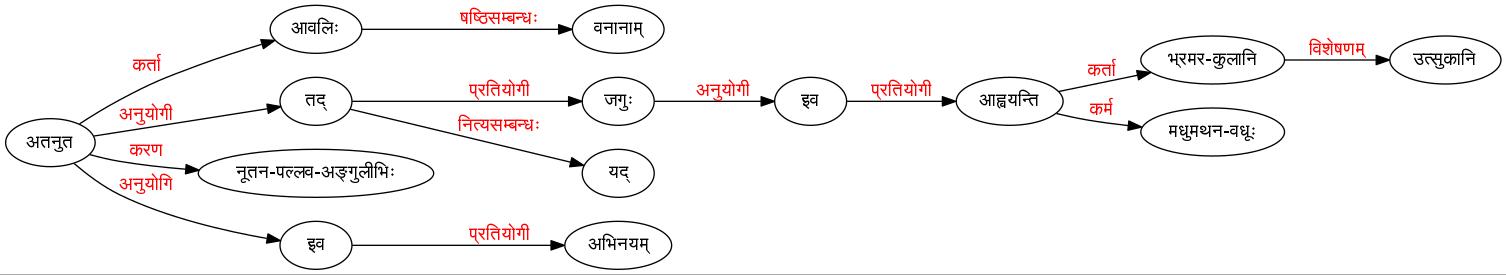 आवलिः
षष्ठिसम्बन्धः
वनानाम्
कर्ता
अतनुत
अनुयोगी
तद्
प्रतियोगी
जगुः
अनुयोगी
इव
प्रतियोगी
आह्वयन्ति
कर्ता
भ्रमर-कुलानि
विशेषणम्
उत्सुकानि
कर्म
मधुमथन-वधूः
नित्यसम्बन्धः
यद्
करण
नूतन-पल्लव-अङ्गुलीभिः
अनुयोगि
इव
प्रतियोगी
अभिनयम्